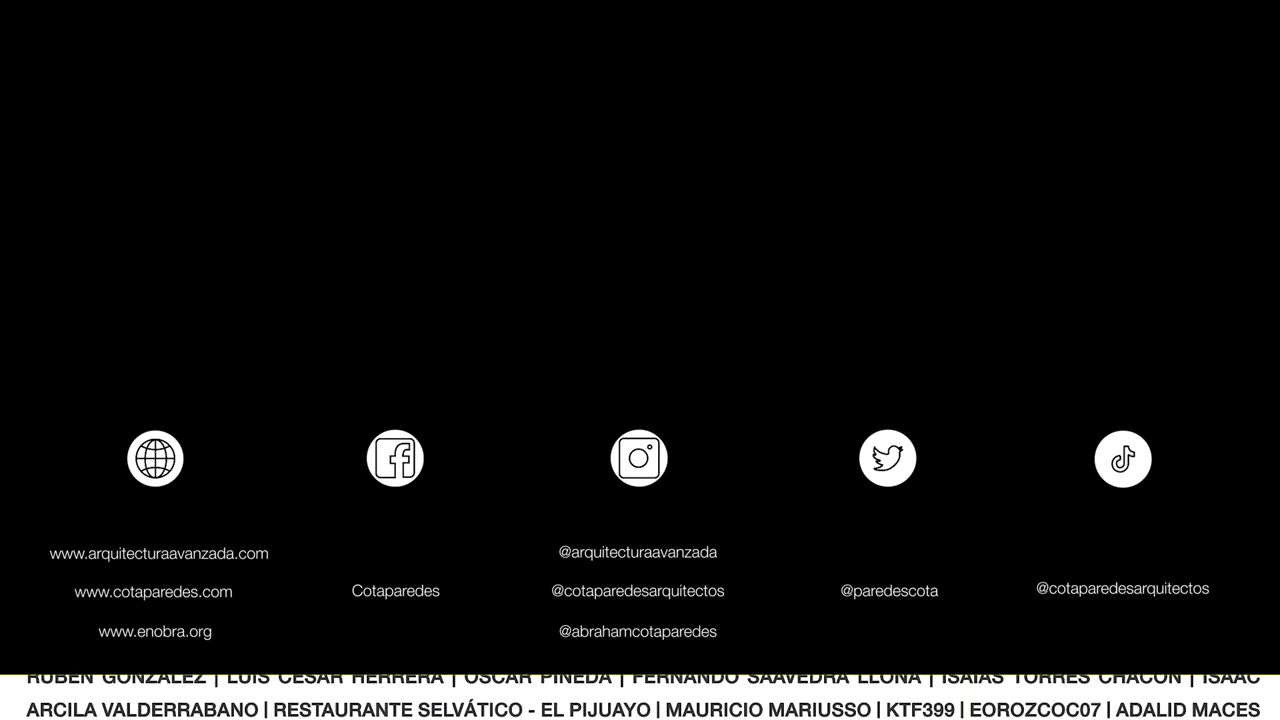 www.arquitecturaavanzada.com
www.cotaparedes.com
www.enobra.org
Cotaparedes
@arquitecturaavanzada
@cotaparedesarquitectos
@abrahamcotaparedes
@paredescota
@cotaparedesarquitectos
RUBEN GONZALEZ | LUIS CESAR HERRERA | OSCAR PINEDA | FERNANDO SAAVEDRA LLONA | ISAIAS TORRES CHACON | ISAAC
ARCILA VALDERRABANO | RESTAURANTE SELVÁTICO - EL PIJUAYO | MAURICIO MARIUSSO | KTF399 | EOROZCOC07 | ADALID MACES